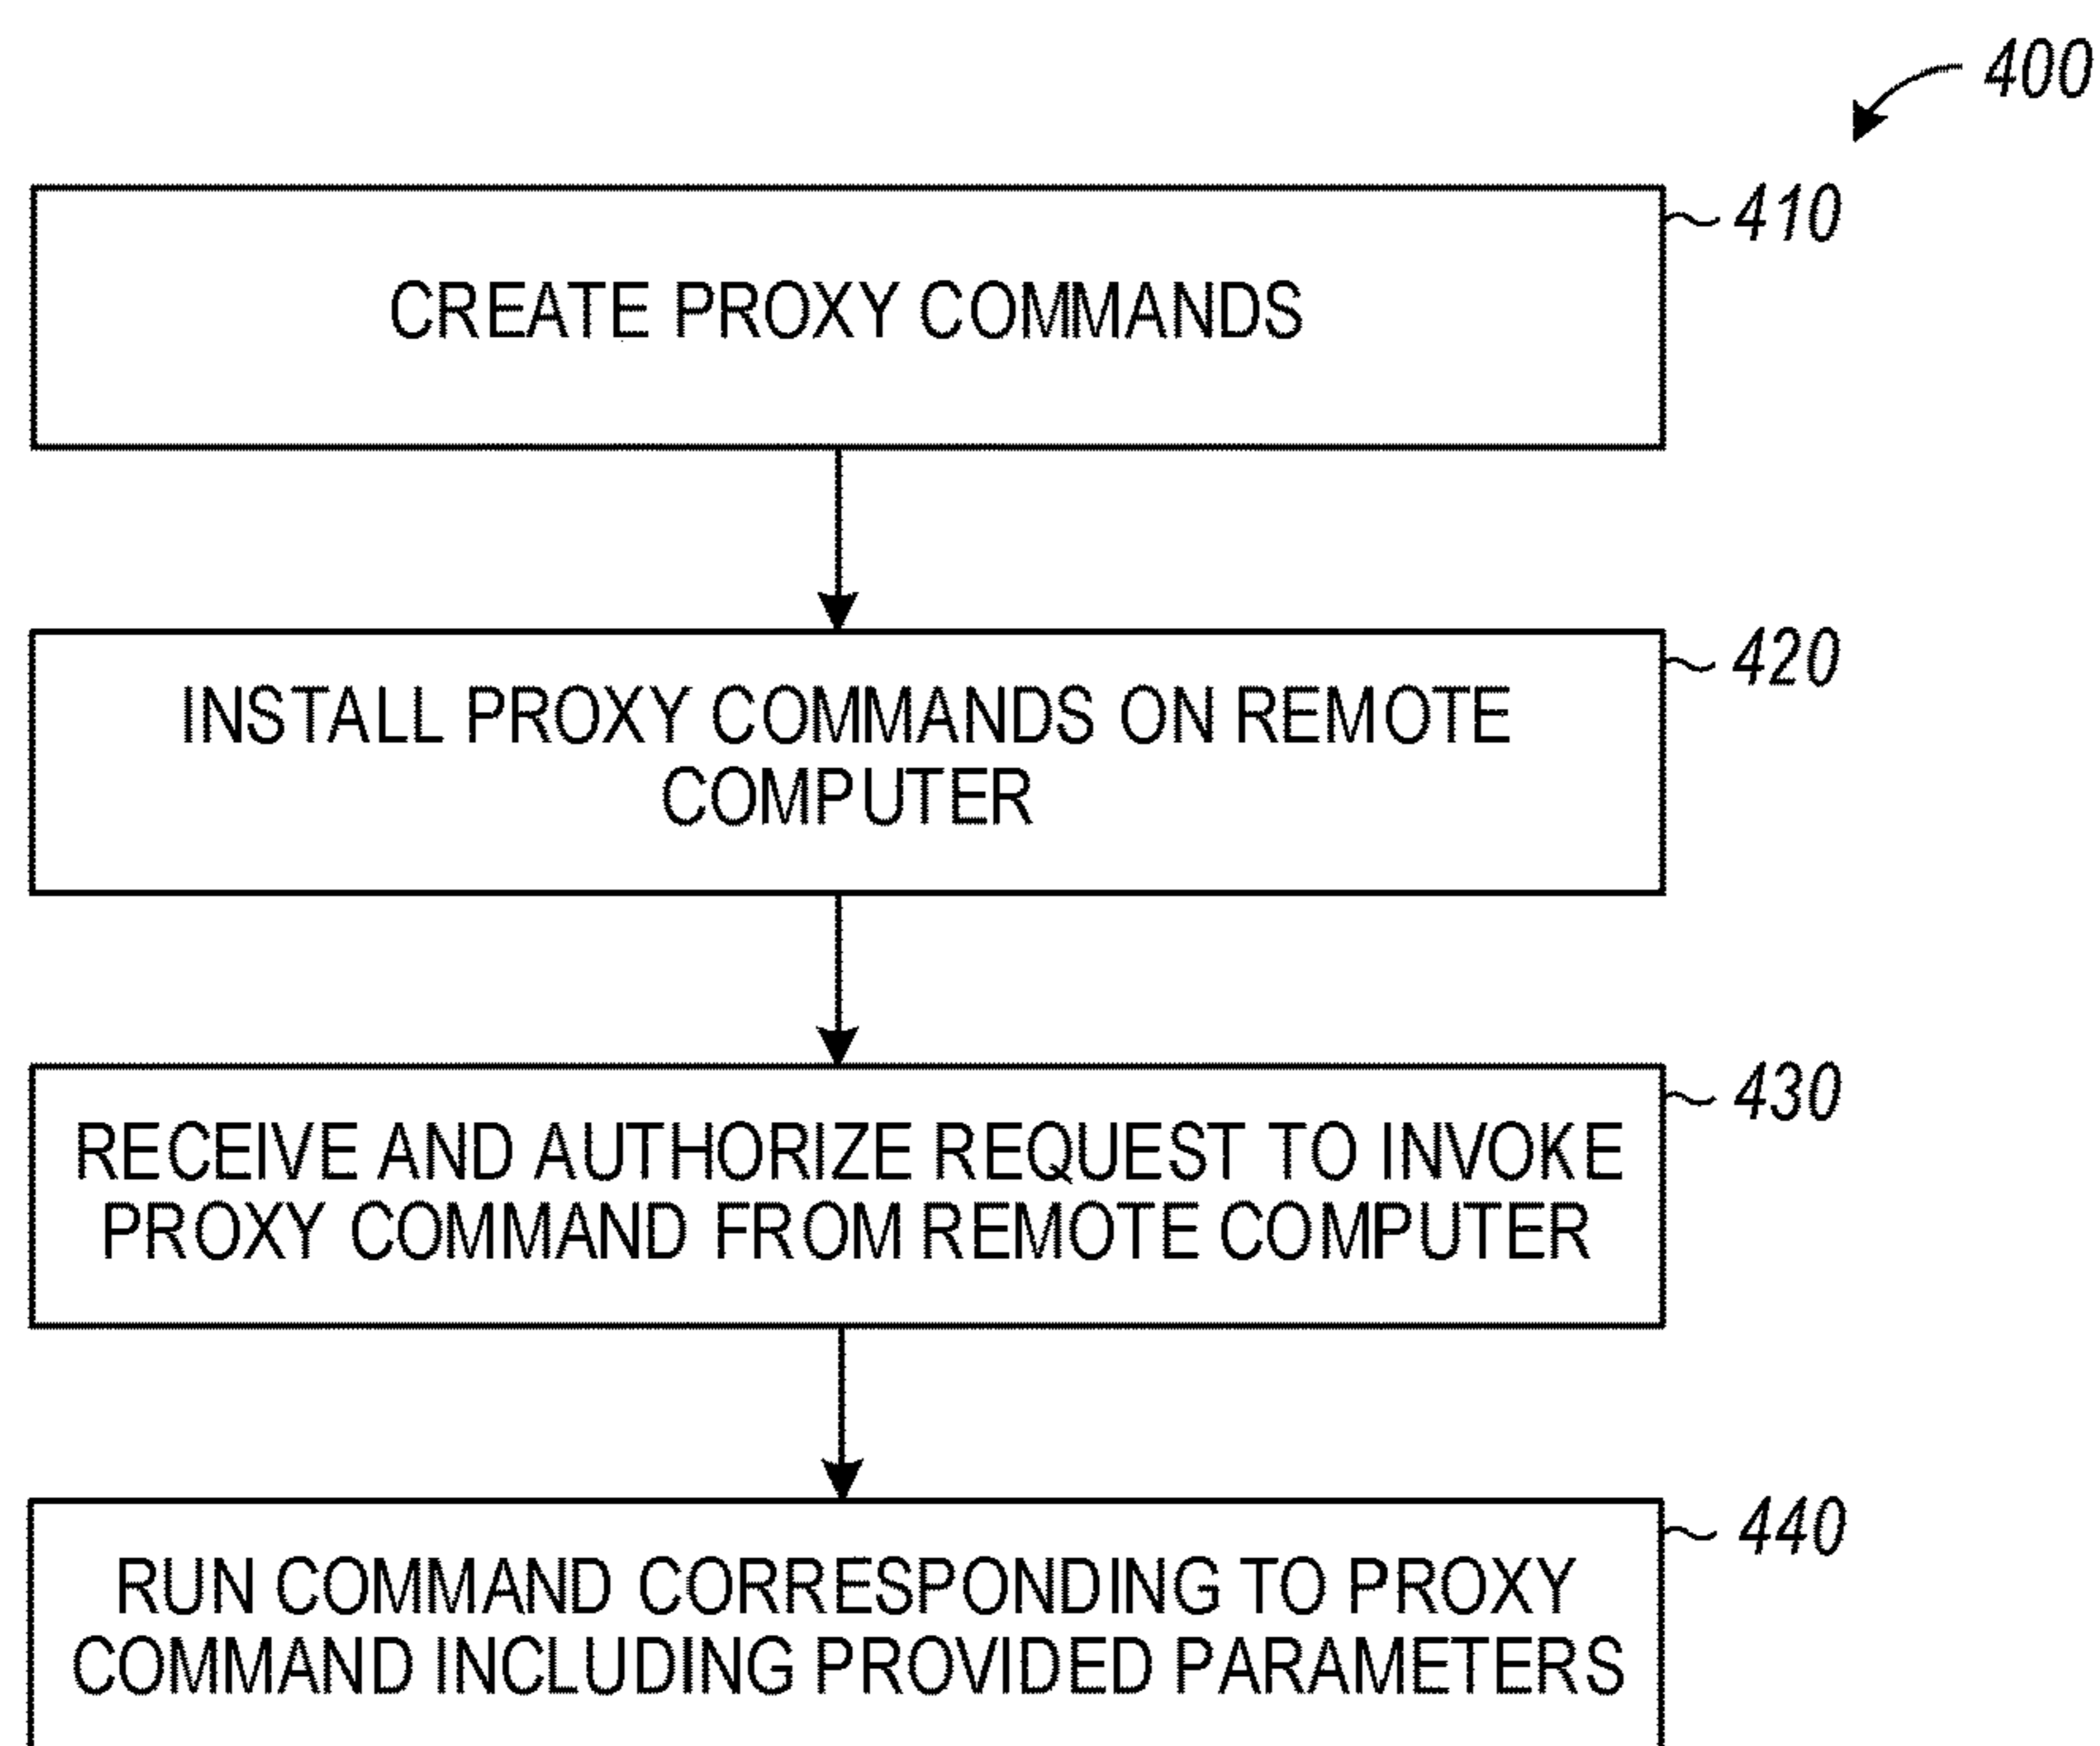 400
410
CREATE PROXY COMMANDS
420
INSTALL PROXY COMMANDS ON REMOTE
COMPUTER
430
RECEIVE AND AUTHORIZE REQUEST TO INVOKE
PROXY COMMAND FROM REMOTE COMPUTER
440
RUN COMMAND CORRESPONDING TO PROXY
COMMAND INCLUDING PROVIDED PARAMETERS